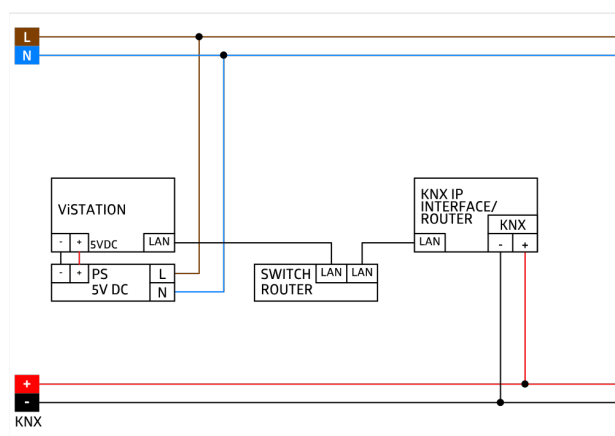 L
N
ViSTATION
- + 5VDC LAN
- + PS L
5V DC N
SWITCH LAN LAN
ROUTER
KNX IP
INTERFACE/
ROUTER
KNX
LAN - +
+
-
KNX